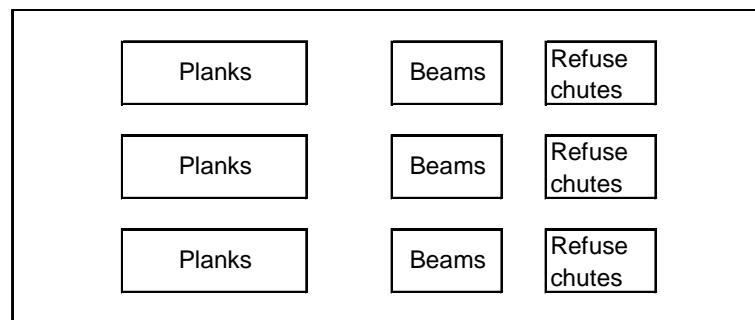 Planks
Beams
Refuse
chutes
Planks
Beams
Refuse
chutes
Planks
Beams
Refuse
chutes